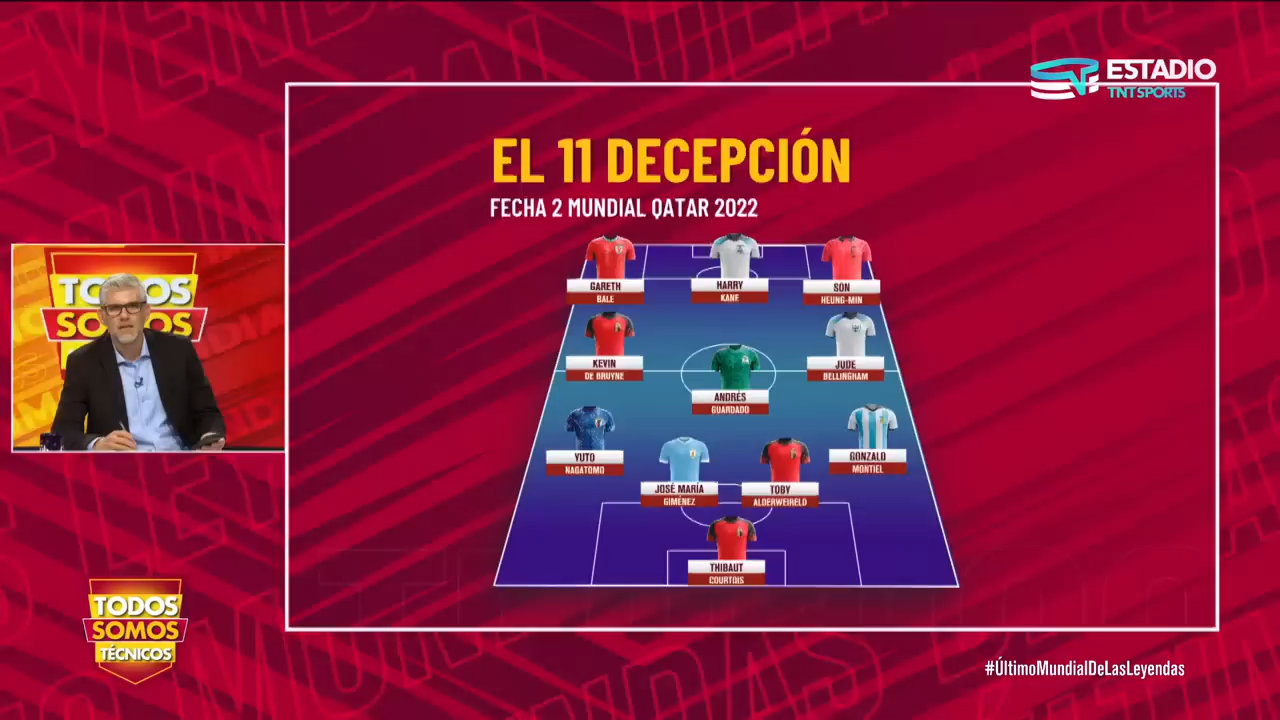 ESTADIO
TNT SPORTS
EL 11 DECEPCIÓN
FECHA 2 MUNDIAL QATAR 2022
GARETH
BALE
HARRY
KANE
SON
HEUNG-MIN
KEVIN
DE BRUYNE
JUDE
BELLINGHAM
ANDRÉS
GUARDADO
YUTO
NAGATOMO
GONZALO
MONTIEL
JOSÉ MARÍA
GIMÉNEZ
TOBY
ALDERWEIRELD
THIBAUT
COURTOIS
TODOS
SOMOS
TODOS
SOMOS
TÉCNICOS
#ÚltimoMundialDeLasLeyendas